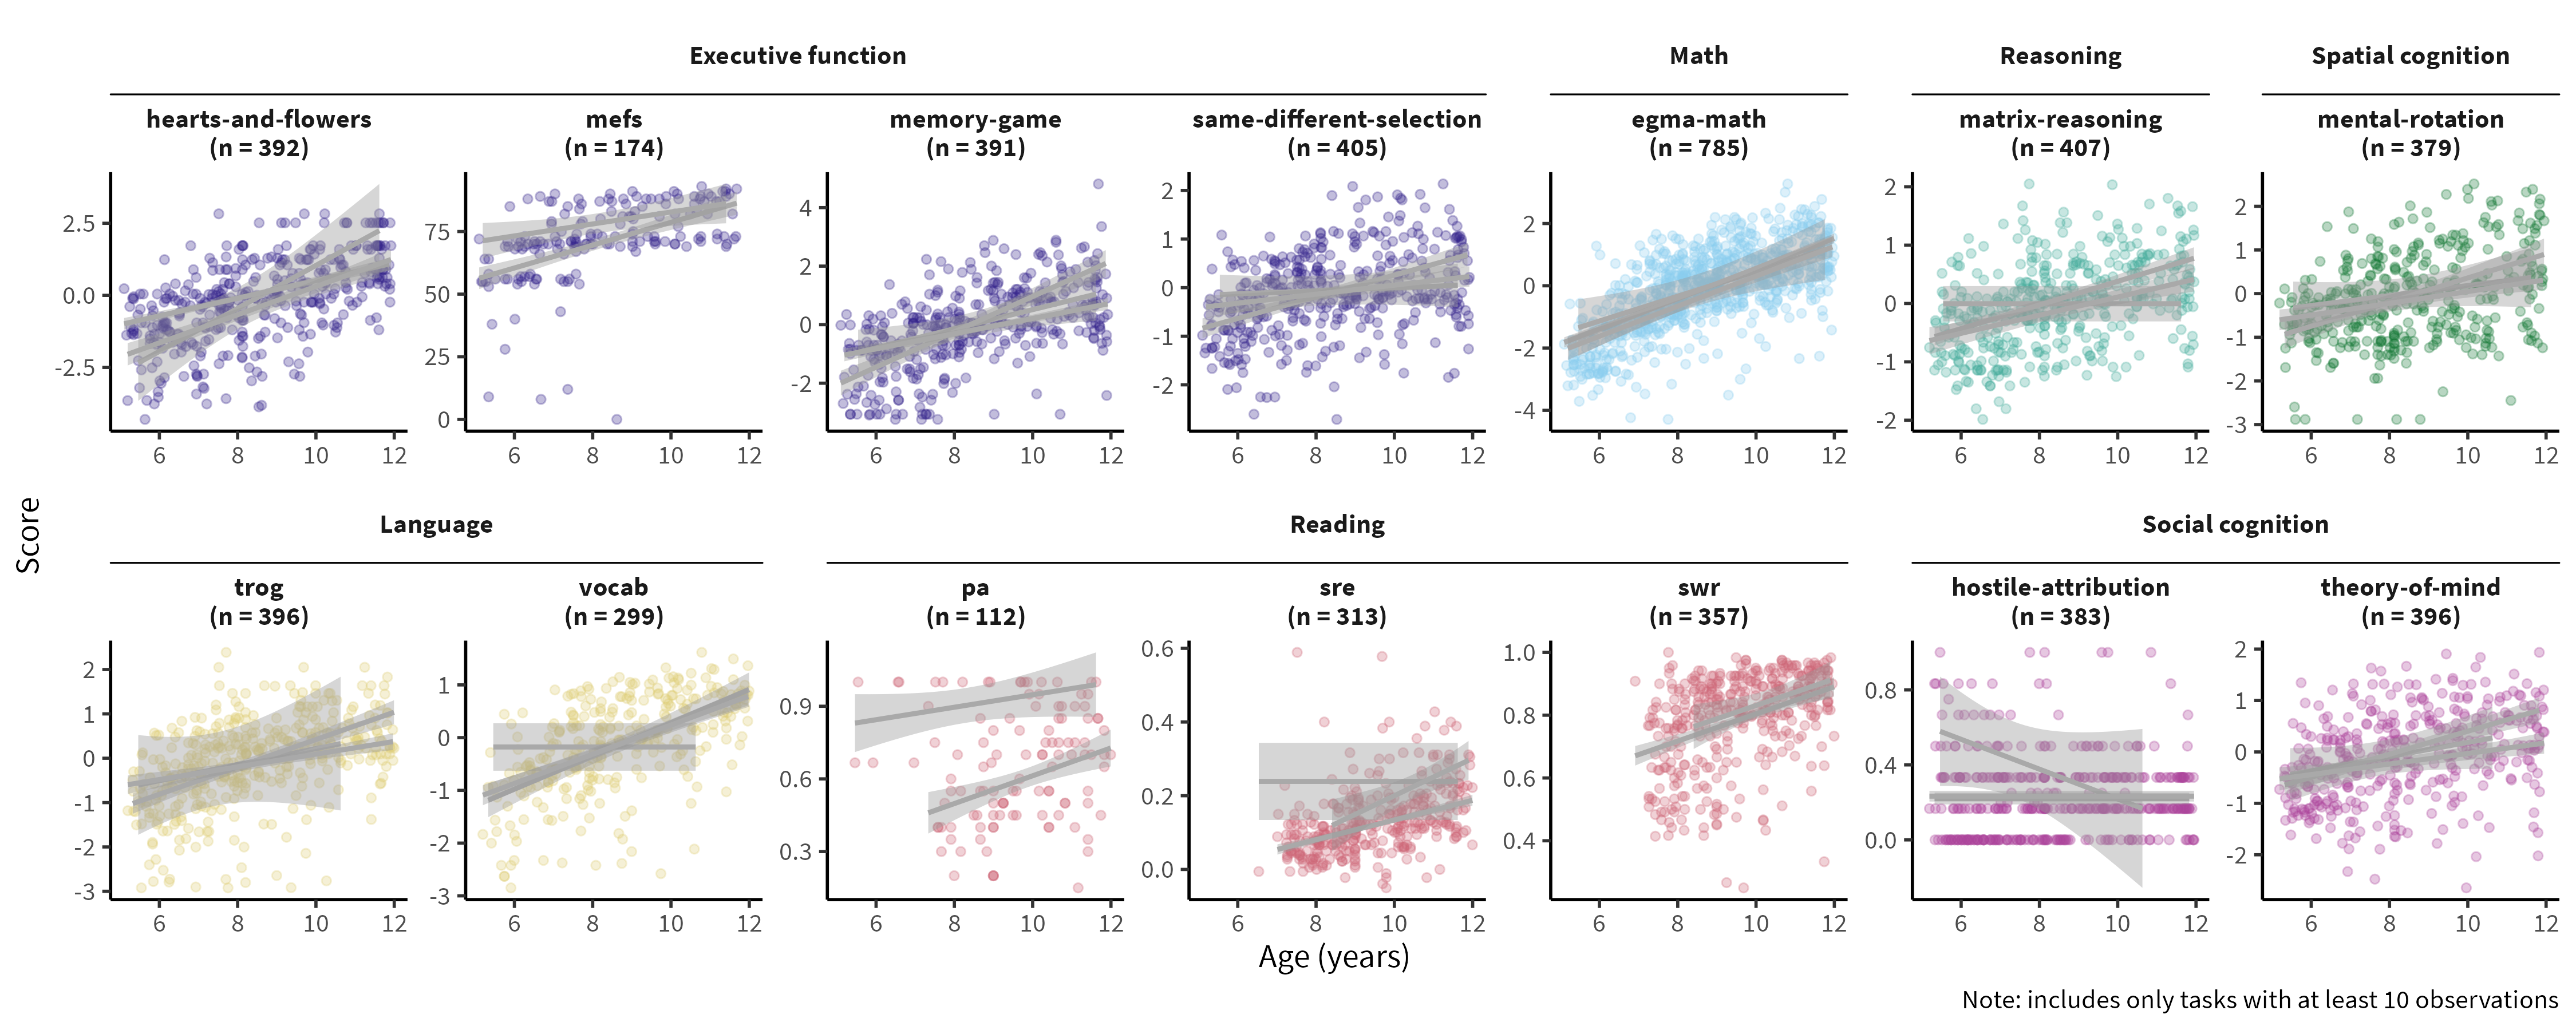 Executive function
Math
Reasoning
Spatial cognition
hearts-and-flowers
(n = 392)
mefs
(n = 174)
memory-game
(n = 391)
same-different-selection
(n = 405)
egma-math
(n = 785)
matrix-reasoning
(n = 407)
mental-rotation
(n = 379)
2.5
0.0
-2.5
6 8 10 12
75
50
25
0
6 8 10 12
4
2
0
-2
6 8 10 12
2
1
0
-1
-2
6 8 10 12
2
0
-2
-4
6 8 10 12
2
1
0
-1
-2
6 8 10 12
2
1
0
-1
-2
-3
6 8 10 12
Score
Language
Reading
Social cognition
trog
(n = 396)
vocab
(n = 299)
pa
(n = 112)
sre
(n = 313)
swr
(n = 357)
hostile-attribution
(n = 383)
theory-of-mind
(n = 396)
2
1
0
-1
-2
-3
6 8 10 12
1
0
-1
-2
-3
6 8 10 12
0.9
0.6
0.3
6 8 10 12
0.6
0.4
0.2
0.0
6 8 10 12
1.0
0.8
0.6
0.4
6 8 10 12
0.8
0.4
0.0
6 8 10 12
2
1
0
-1
-2
6 8 10 12
Age (years)
Note: includes only tasks with at least 10 observations